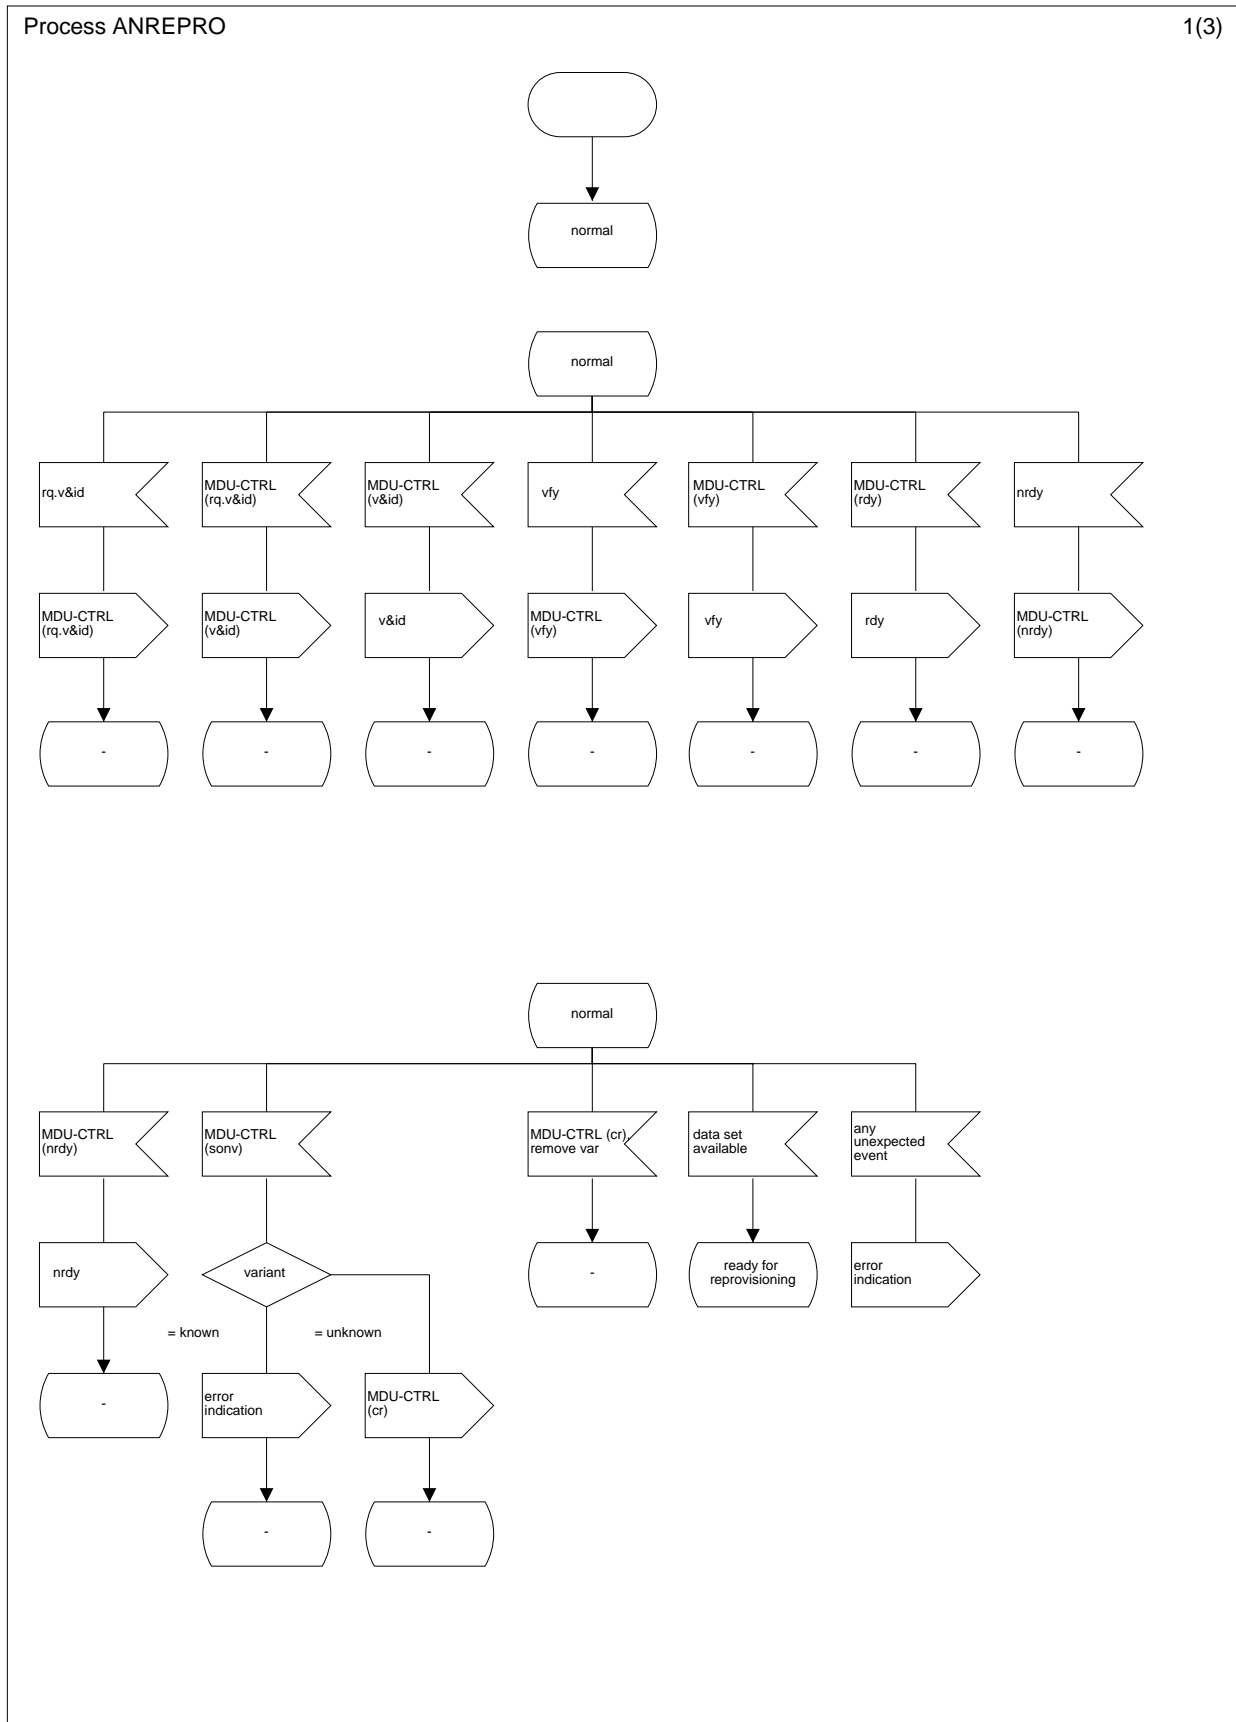 Process ANREPRO
1(3)
normal
normal
rq.v&id
MDU-CTRL
(rq.v&id)
MDU-CTRL
(v&id)
vfy
MDU-CTRL
(vfy)
MDU-CTRL
(rdy)
nrdy
MDU-CTRL
(rq.v&id)
MDU-CTRL
(v&id)
v&id
MDU-CTRL
(vfy)
vfy
rdy
MDU-CTRL
(nrdy)
-
-
-
-
-
-
-
normal
MDU-CTRL
(nrdy)
MDU-CTRL
(sonv)
MDU-CTRL (cr),
remove var
data set
available
any
unexpected
event
nrdy
variant
-
ready for
reprovisioning
error
indication
= known
= unknown
-
error
indication
MDU-CTRL
(cr)
-
-